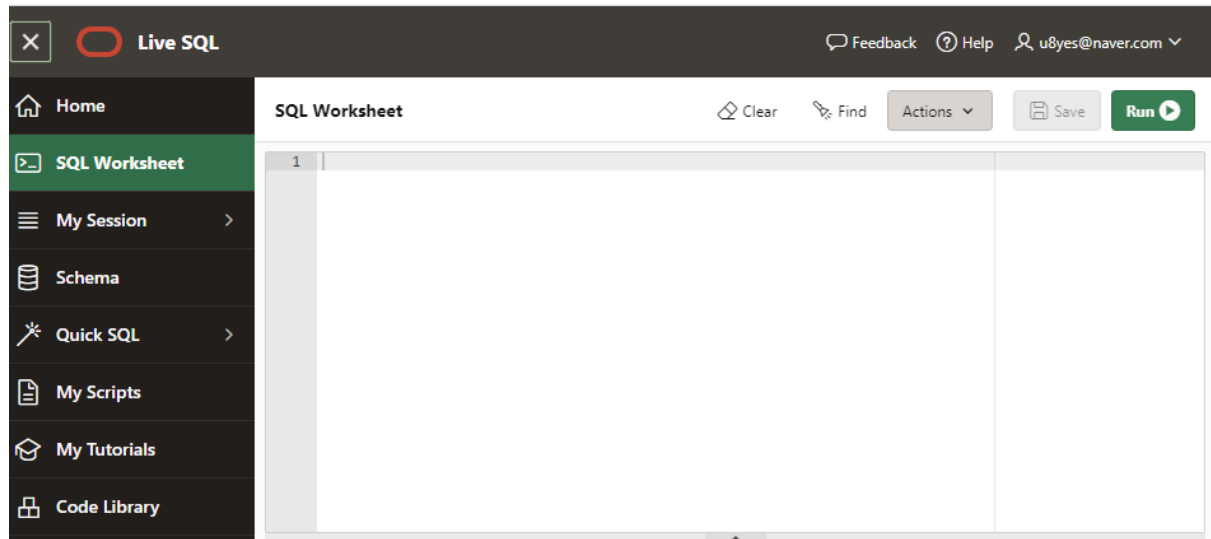 Live SQL
Feedback Help u8yes@naver.com
Home
SQL Worksheet
My Session
Schema
Quick SQL
My Scripts
My Tutorials
Code Library
SQL Worksheet Clear Find Actions Save Run
1